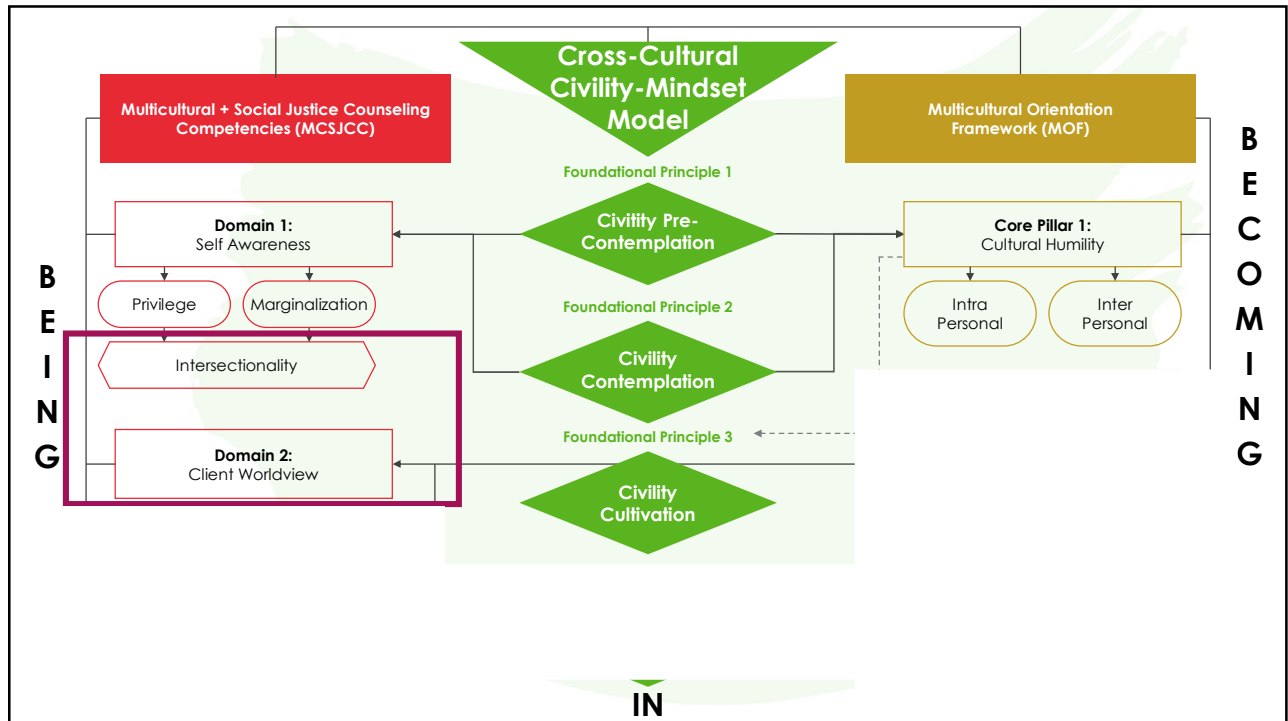 Cross-Cultural
Civility-Mindset
Model
Multicultural + Social Justice Counseling
Competencies (MCSJCC)
Multicultural Orientation
Framework (MOF)
Foundational Principle 1
Civitity Pre-
Contemplation
Domain 1:
Self Awareness
Core Pillar 1:
Cultural Humility
Privilege
Marginalization
Intra
Personal
Inter
Personal
Foundational Principle 2
Civility
Contemplation
Intersectionality
Foundational Principle 3
Domain 2:
Client Worldview
Civility
Cultivation
B
E
I
N
G
B
E
C
O
M
I
N
G
IN